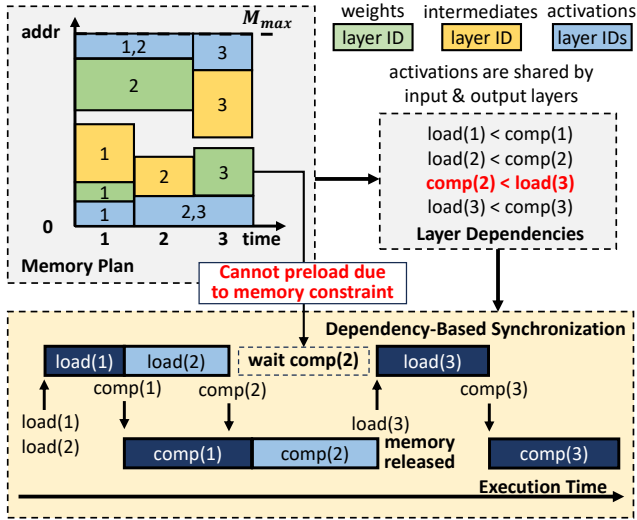 weights intermediates activations
layer ID layer ID layer IDs
activations are shared by
input & output layers
addr
M_max
1,2
3
2
3
1
1
2
3
1
2,3
0
1 2 3 time
Memory Plan
load(1) < comp(1)
load(2) < comp(2)
comp(2) < load(3)
load(3) < comp(3)
Layer Dependencies
Cannot preload due
to memory constraint
Dependency-Based Synchronization
load(1) load(2) wait comp(2) load(3)
comp(1) comp(2) comp(3)
load(1)
load(2)
load(3)
memory
released
comp(1) comp(2) comp(3)
Execution Time